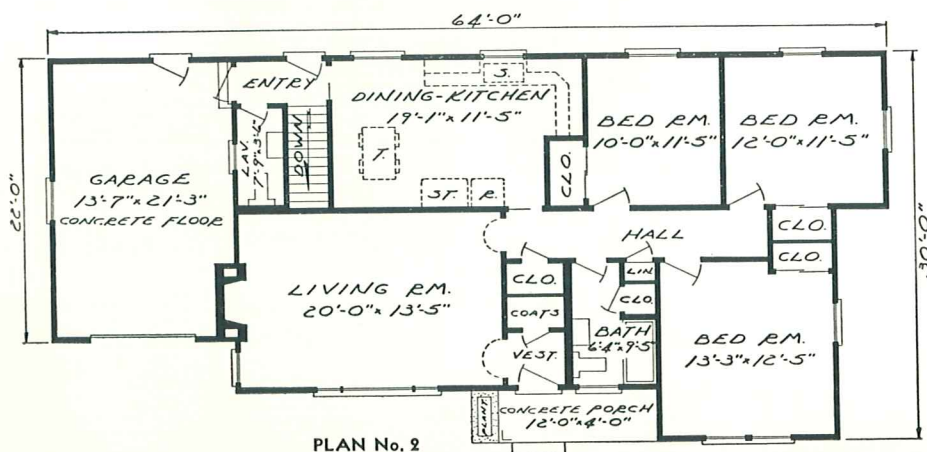 64'-0"
ENTRY
S.
DINING-KITCHEN
19'-1" x 11'-5"
BED RM.
10'-0" x 11'-5"
BED RM.
12'-0" x 11'-5"
LAV.
7'-9" x 3'-6"
DOWN
T.
CLO.
22'-0"
GARAGE
13'-7" x 21'-3"
CONCRETE FLOOR
ST.
R.
HALL
CLO.
CLO.
30'-0"
LIVING RM.
20'-0" x 13'-5"
CLO.
LIN.
CLO.
COATS
BATH
6'-4" x 9'-5"
VEST.
BED RM.
13'-3" x 12'-5"
PLANT
CONCRETE PORCH
12'-0" x 4'-0"
PLAN No. 2